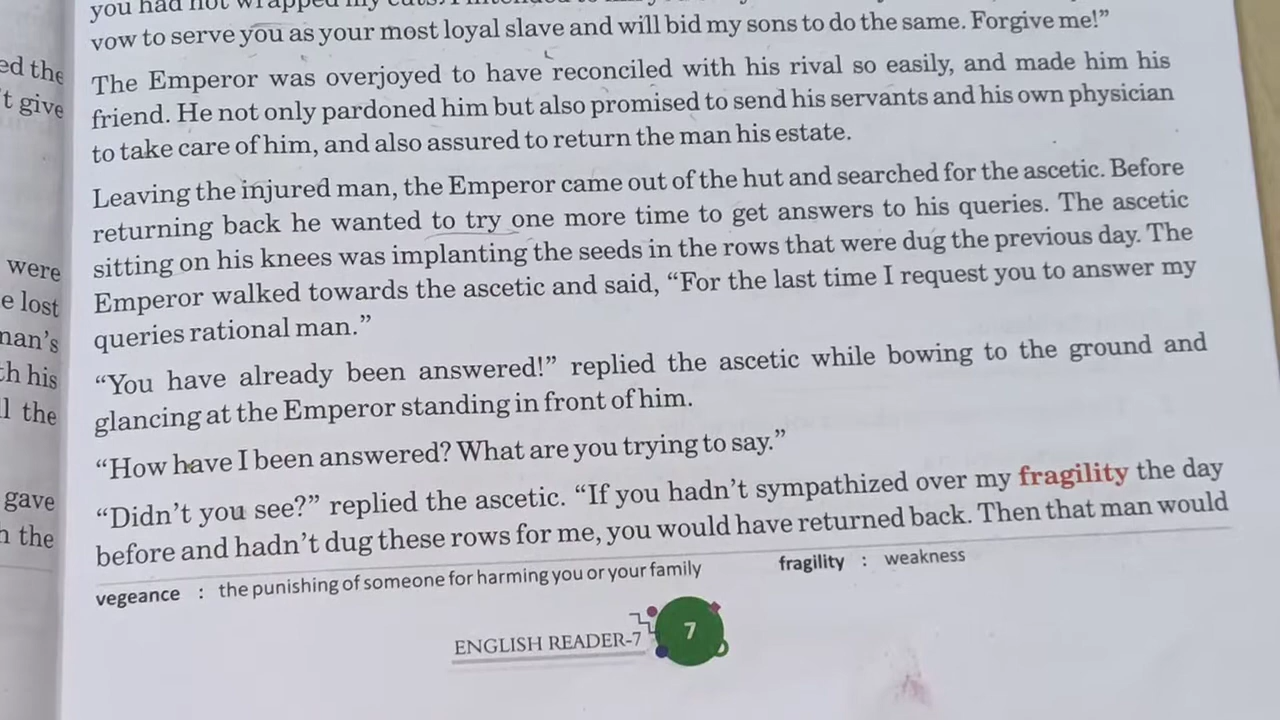 you had not wrapped my
vow to serve you as your most loyal slave and will bid my sons to do the same. Forgive me!”
The Emperor was overjoyed to have reconciled with his rival so easily, and made him his
friend. He not only pardoned him but also promised to send his servants and his own physician
to take care of him, and also assured to return the man his estate.
Leaving the injured man, the Emperor came out of the hut and searched for the ascetic. Before
returning back he wanted to try one more time to get answers to his queries. The ascetic
sitting on his knees was implanting the seeds in the rows that were dug the previous day. The
Emperor walked towards the ascetic and said, “For the last time I request you to answer my
queries rational man.”
“You have already been answered!” replied the ascetic while bowing to the ground and
glancing at the Emperor standing in front of him.
“How have I been answered? What are you trying to say.”
“Didn’t you see?” replied the ascetic. “If you hadn’t sympathized over my fragility the day
before and hadn’t dug these rows for me, you would have returned back. Then that man would
vegeance : the punishing of someone for harming you or your family fragility : weakness
ENGLISH READER-7 7
ed the
’t give
were
e lost
nan’s
th his
l the
gave
n the